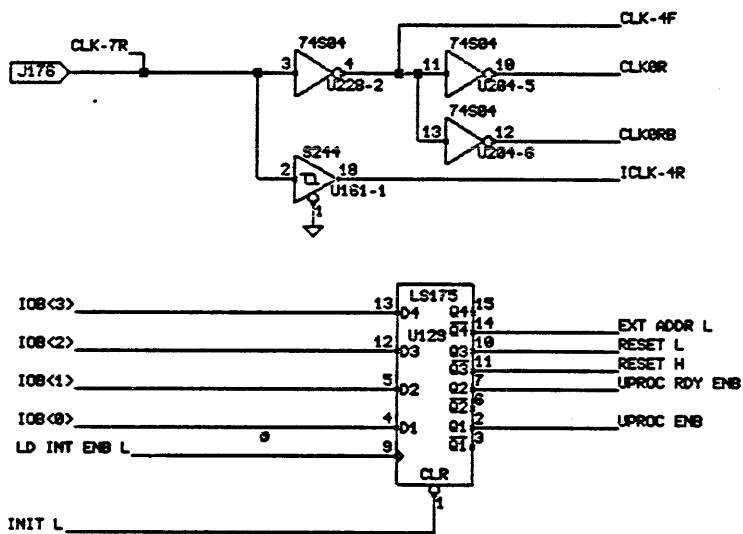 CLK-4F
CLK-7R
74S04
74S04
J176
3
4
11
10
CLK0R
U228-2
U204-5
74S04
13
12
CLK0RB
S244
U204-6
2
18
ICLK-4R
U161-1
1
LS175
IOB<3>
13
D4
Q4
15
U129
Q4
14
EXT ADDR L
IOB<2>
12
D3
Q3
10
RESET L
Q3
11
RESET H
IOB<1>
5
D2
Q2
7
UPROC RDY ENB
Q2
6
IOB<0>
4
D1
Q1
2
UPROC ENB
LD INT ENB L
9
Q1
3
CLR
1
INIT L